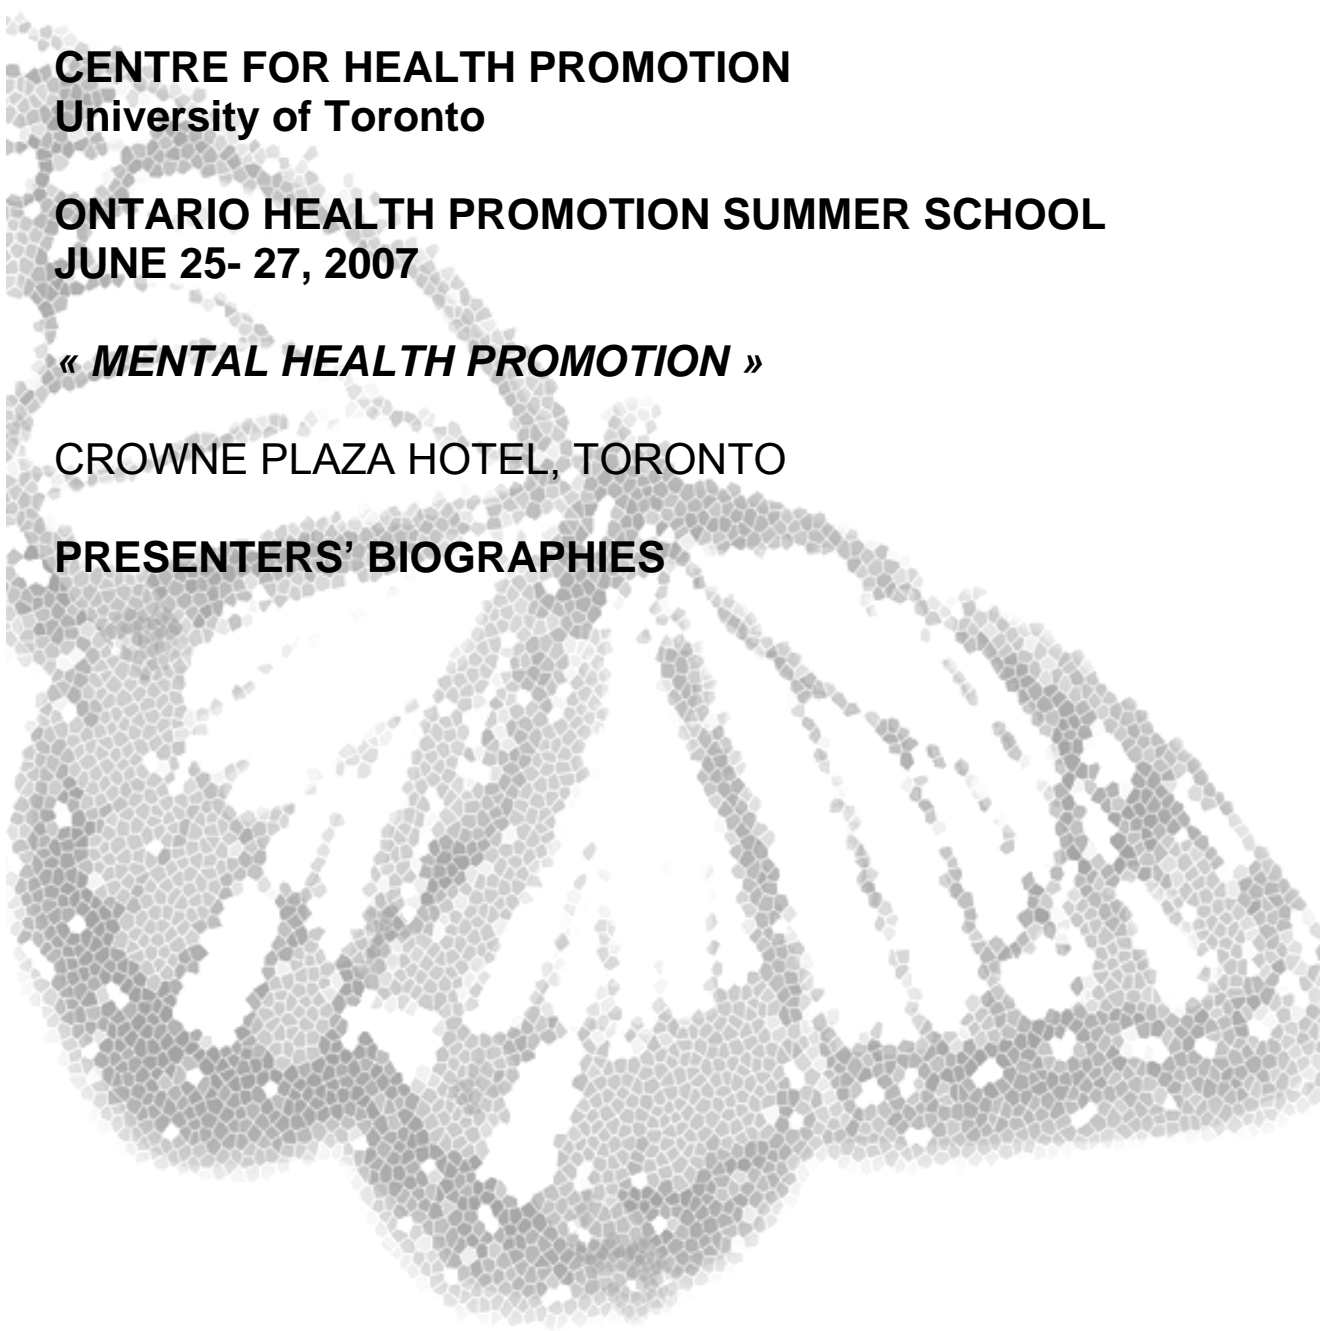 CENTRE FOR HEALTH PROMOTION
University of Toronto
ONTARIO HEALTH PROMOTION SUMMER SCHOOL
JUNE 25- 27, 2007
« MENTAL HEALTH PROMOTION »
CROWNE PLAZA HOTEL, TORONTO
PRESENTERS’ BIOGRAPHIES